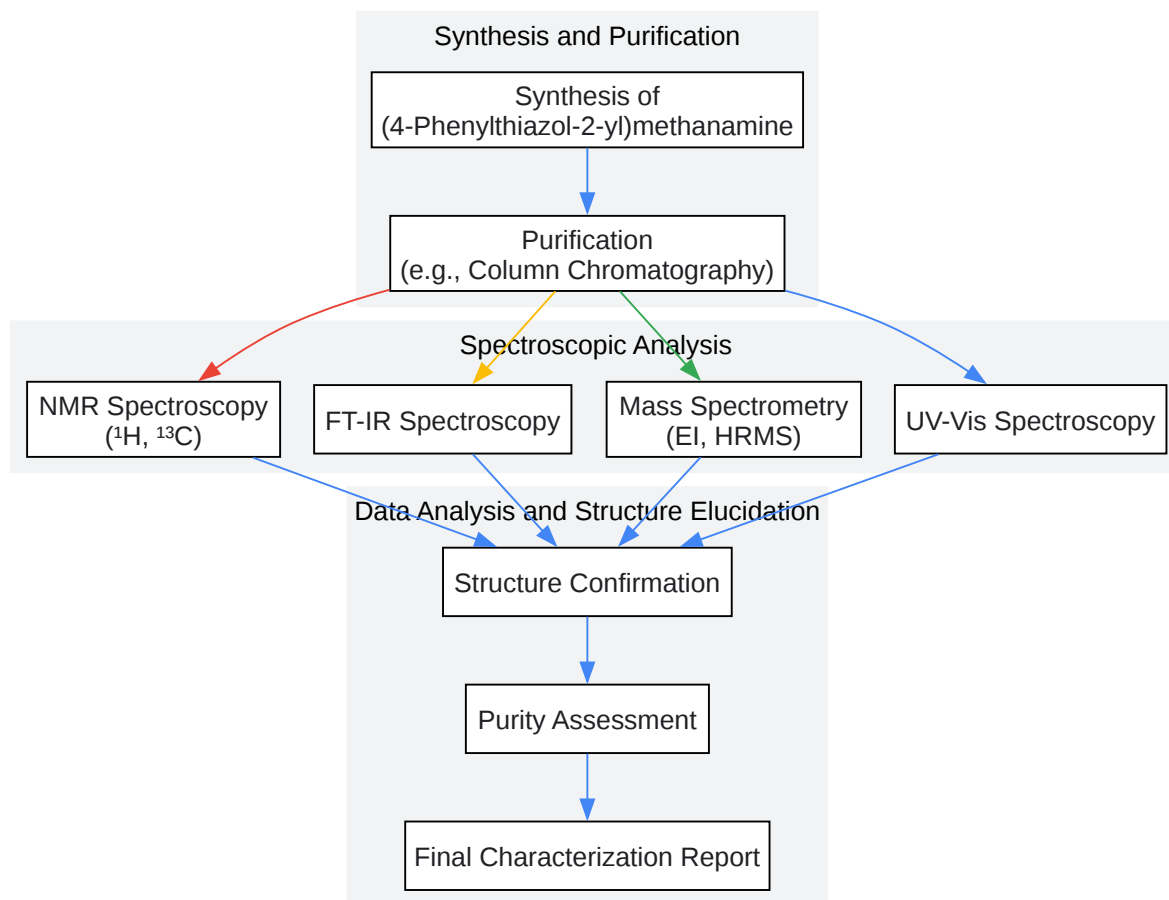 Synthesis and Purification
Synthesis of
(4-Phenylthiazol-2-yl)methanamine
Purification
(e.g., Column Chromatography)
Spectroscopic Analysis
NMR Spectroscopy
(¹H, ¹³C)
FT-IR Spectroscopy
Mass Spectrometry
(EI, HRMS)
UV-Vis Spectroscopy
Data Analysis and Structure Elucidation
Structure Confirmation
Purity Assessment
Final Characterization Report